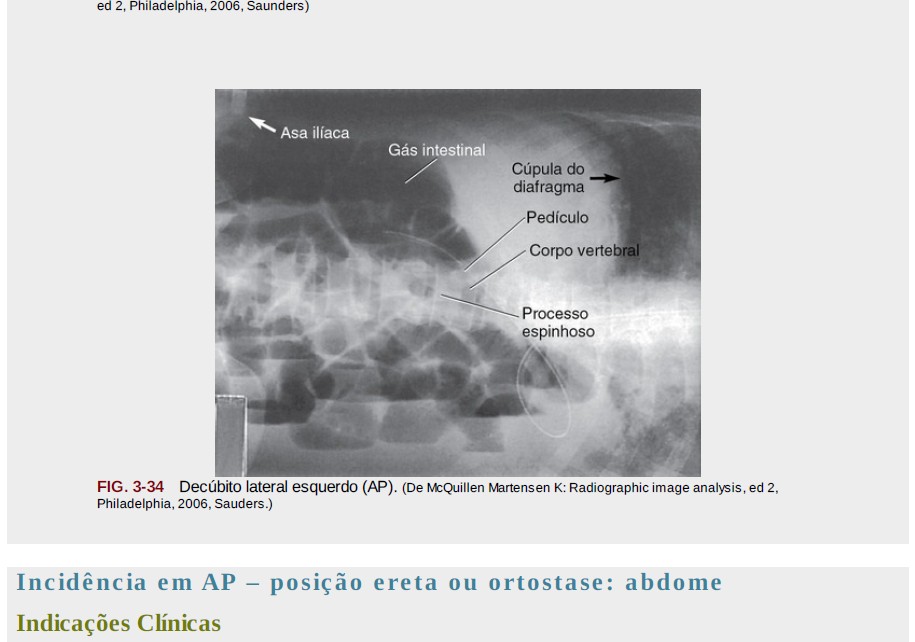 ed 2, Philadelphia, 2006, Saunders)
Asa ilíaca
Gás intestinal
Cúpula do
diafragma
Pedículo
Corpo vertebral
Processo
espinhoso
FIG. 3-34 Decúbito lateral esquerdo (AP). (De McQuillen Martensen K: Radiographic image analysis, ed 2,
Philadelphia, 2006, Sauders.)
Incidência em AP – posição ereta ou ortostase: abdome
Indicações Clínicas